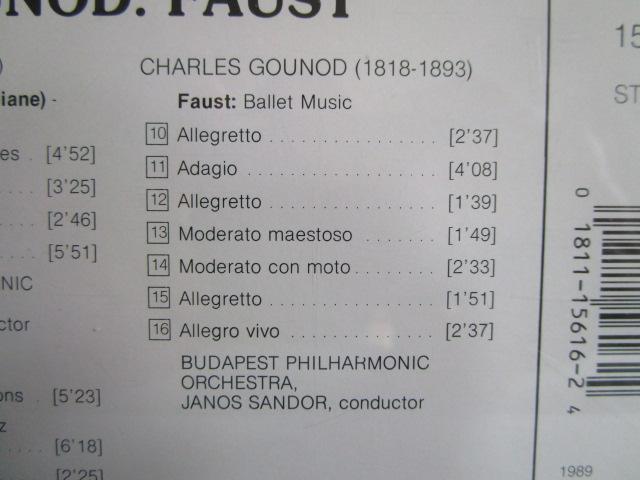 NOD: FAUST
)
iane) -
es . [4'52]
. . . . [3'25]
. . . . [2'46]
. . . . [5'51]
NIC
ctor
ons . [5'23]
z
. . . . . [6'18]
[2'25]
CHARLES GOUNOD (1818-1893)
Faust: Ballet Music
10 Allegretto . . . . . . . . . . . . . . . . [2'37]
11 Adagio . . . . . . . . . . . . . . . . . . [4'08]
12 Allegretto . . . . . . . . . . . . . . . . [1'39]
13 Moderato maestoso . . . . . . . [1'49]
14 Moderato con moto . . . . . . . . [2'33]
15 Allegretto . . . . . . . . . . . . . . . . [1'51]
16 Allegro vivo . . . . . . . . . . . . . . [2'37]
BUDAPEST PHILHARMONIC
ORCHESTRA,
JANOS SANDOR, conductor
15
ST
0 1811-15616-2 4
1989